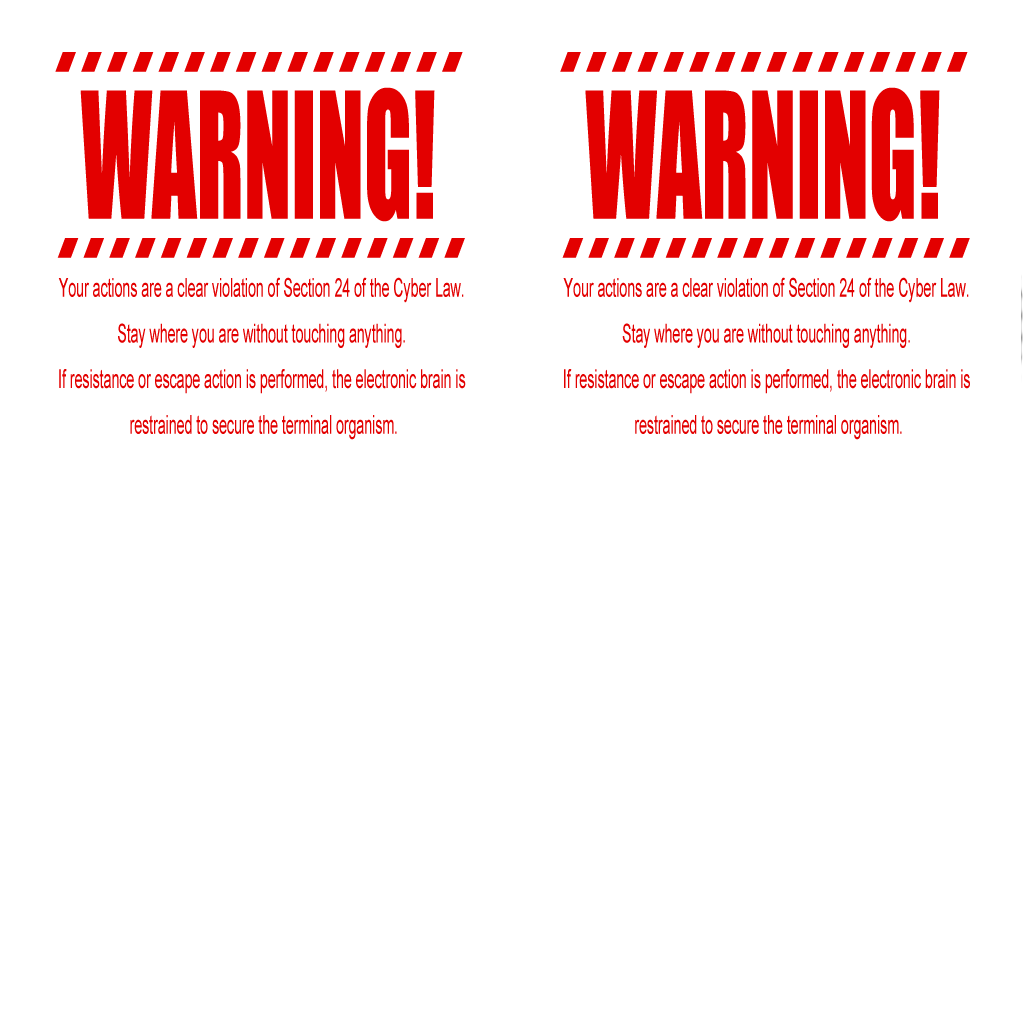 WARNING!
Your actions are a clear violation of Section 24 of the Cyber Law.
Stay where you are without touching anything.
If resistance or escape action is performed, the electronic brain is
restrained to secure the terminal organism.
WARNING!
Your actions are a clear violation of Section 24 of the Cyber Law.
Stay where you are without touching anything.
If resistance or escape action is performed, the electronic brain is
restrained to secure the terminal organism.